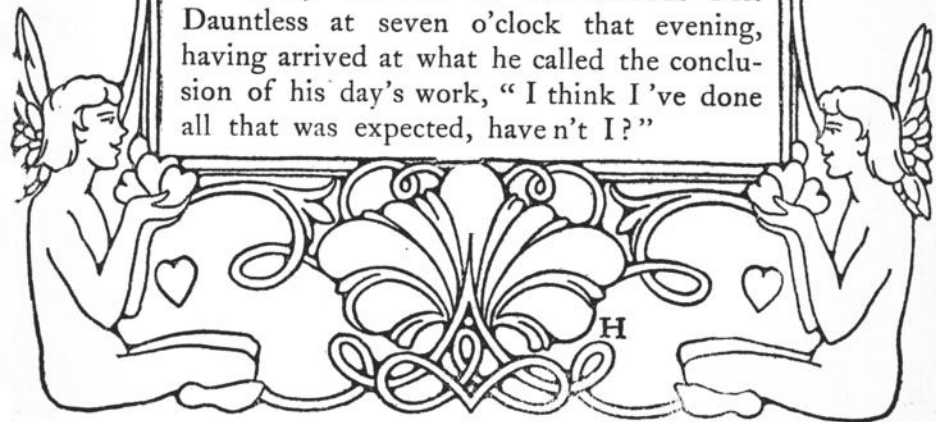 Dauntless at seven o'clock that evening,
having arrived at what he called the conclu-
sion of his day's work, “ I think I 've done
all that was expected, have n't I ? ”
H